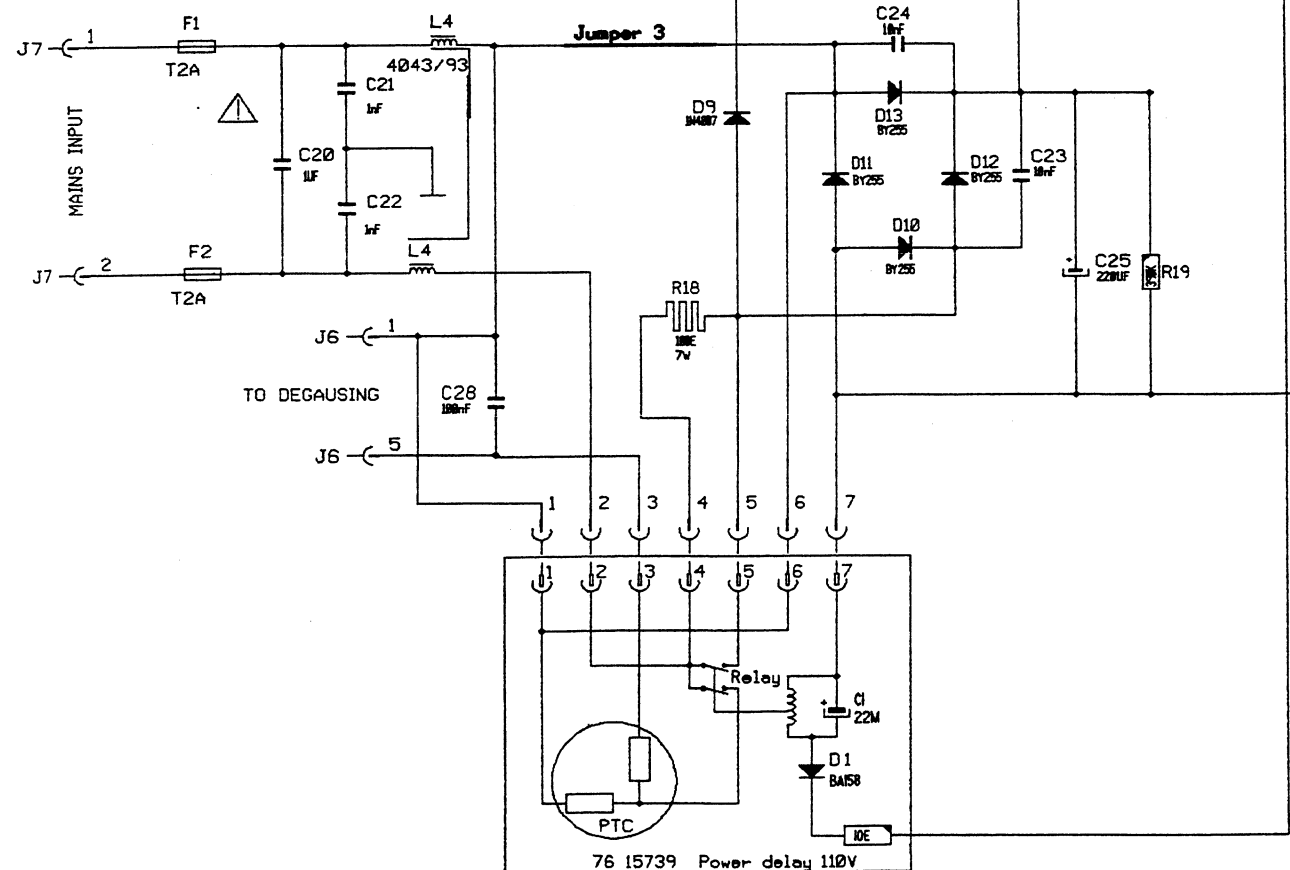 J7
1
F1
T2A
L4
4043/93
Jumper 3
C24
10nF
MAINS INPUT
C20
1UF
C21
1nF
C22
1nF
D9
1N4007
D13
BY255
D11
BY255
D12
BY255
C23
10nF
D10
BY255
C25
220UF
R19
J7
2
F2
T2A
L4
R18
100E
7W
J6
1
TO DEGAUSING
C28
100nF
J6
5
1 2 3 4 5 6 7
1 2 3 4 5 6 7
Relay
C1
22M
D1
BA158
10E
PTC
76 15739 Power delay 110V